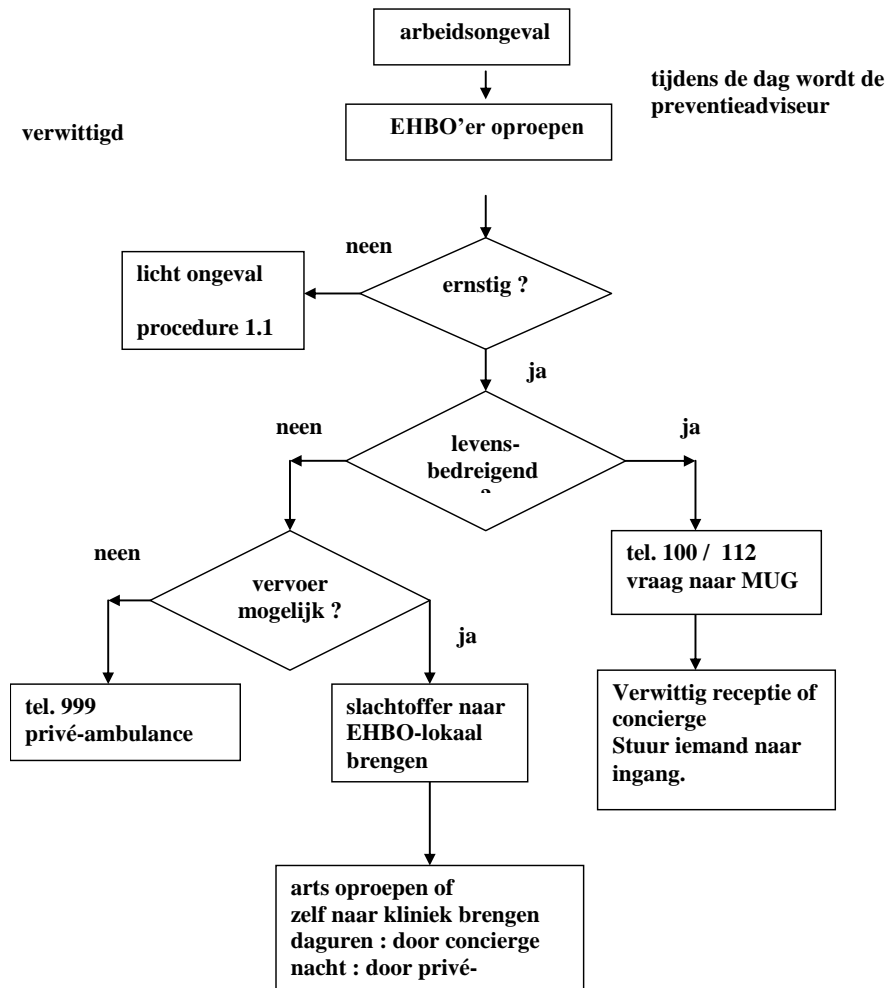 arbeidsongeval
tijdens de dag wordt de
preventieadviseur
verwittigd
EHBO’er oproepen
neen
licht ongeval
procedure 1.1
ernstig ?
ja
neen
ja
levens-
bedreigend
neen
vervoer
mogelijk ?
ja
tel. 100 / 112
vraag naar MUG
tel. 999
privé-ambulance
slachtoffer naar
EHBO-lokaal
brengen
Verwittig receptie of
concierge
Stuur iemand naar
ingang.
arts oproepen of
zelf naar kliniek brengen
daguren : door concierge
nacht : door privé-